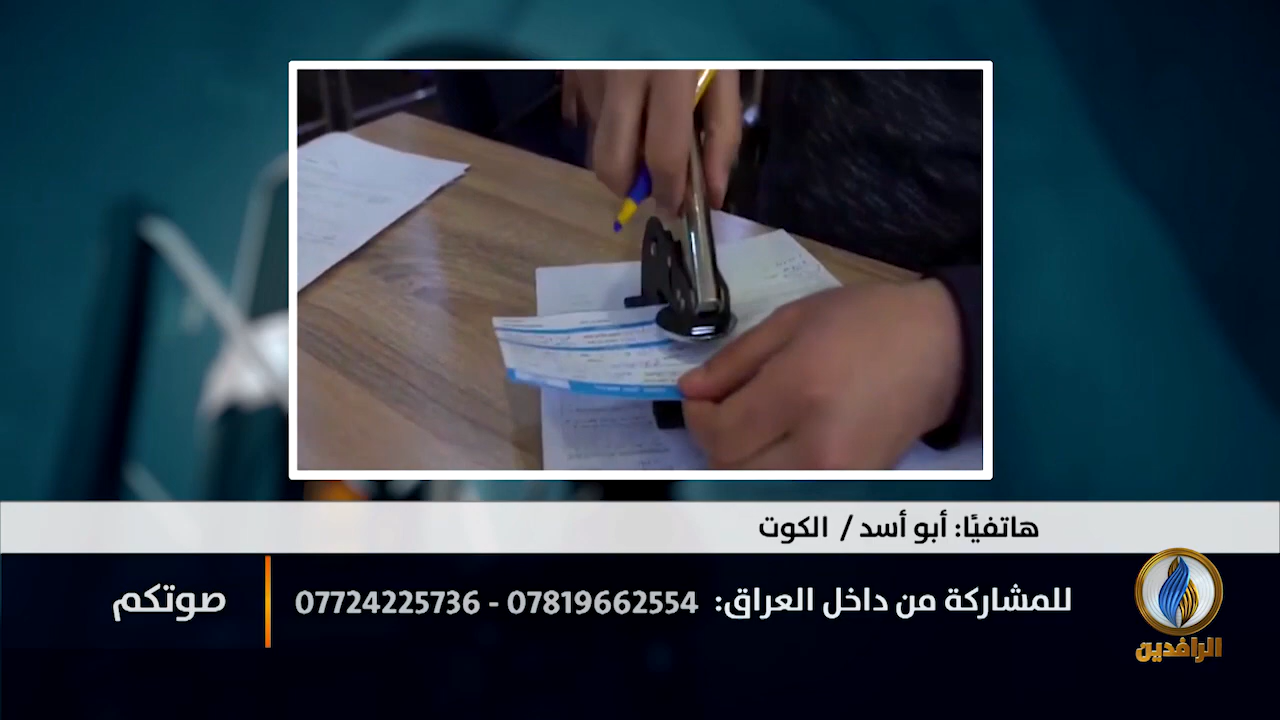 هاتفيًا: أبو أسد / الكوت
للمشاركة من داخل العراق: 07819662554 - 07724225736
صوتكم
الرافدين